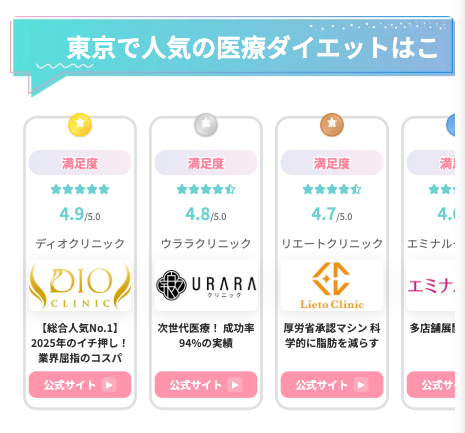 東京で人気の医療ダイエットはこ
満足度
4.9/5.0
ディオクリニック
DIO
CLINIC
【総合人気No.1】
2025年のイチ押し！
業界屈指のコスパ
公式サイト
満足度
4.8/5.0
ウララクリニック
URARA
クリニック
次世代医療！ 成功率
94%の実績
公式サイト
満足度
4.7/5.0
リエートクリニック
Lieto Clinic
厚労省承認マシン 科
学的に脂肪を減らす
公式サイト
満
4.
エミナル
エミナ
多店舗展
公式サ